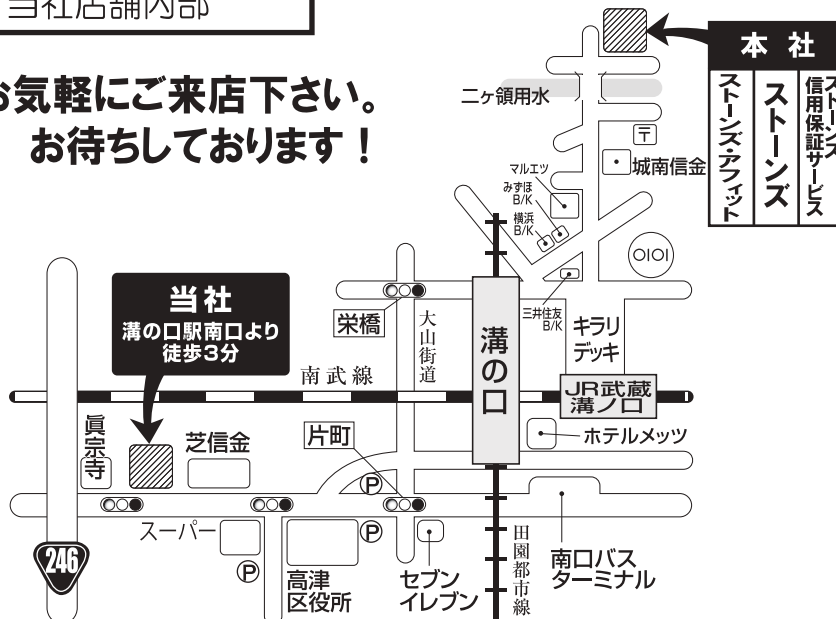 当社店舗内部
お気軽にご来店下さい。
お待ちしております！
本社
ストーンズ・アフィット
ストーンズ
ストーンズ
信用保証サービス
二ヶ領用水
〒
城南信金
マルエツ
みずほ
B/K
横浜
B/K
OIOI
三井住友
B/K
キラリ
デッキ
当社
溝の口駅南口より
徒歩3分
栄橋
大山街道
溝の口
南武線
JR武蔵
溝ノ口
眞宗寺
芝信金
片町
ホテルメッツ
P
スーパー
P
P
246
高津
区役所
セブン
イレブン
田園都市線
南口バス
ターミナル